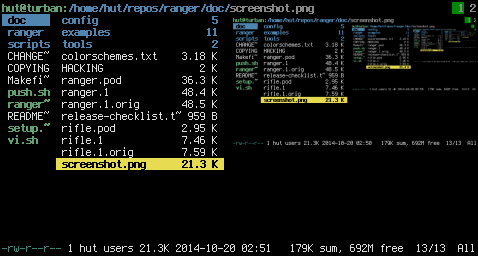 hut@turban:/home/hut/repos/ranger/doc/screenshot.png 1 2
doc config 5
ranger examples 11
scripts tools 2
CHANGE~ colorschemes.txt 3.18 K
COPYING HACKING 2 K
Makefi~ ranger.pod 36.3 K
push.sh ranger.1 48.4 K
ranger~ ranger.1.orig 48.5 K
README~ release-checklist.t~ 959 B
setup.~ rifle.pod 2.95 K
vi.sh rifle.1 7.46 K
rifle.1.orig 7.59 K
screenshot.png 21.3 K
-rw-r--r-- 1 hut users 21.3K 2014-10-20 02:51 179K sum, 692M free 13/13 All
hut@turban:/home/hut/repos/ranger/doc/screenshot.png
doc config 5
ranger examples 11
scripts tools 2
CHANGE~ colorschemes.txt 3.18 K
COPYING HACKING 2 K
Makefi~ ranger.pod 36.3 K
push.sh ranger.1 48.4 K
ranger~ ranger.1.orig 48.5 K
README~ release-checklist.t~ 959 B
setup.~ rifle.pod 2.95 K
vi.sh rifle.1 7.46 K
rifle.1.orig 7.59 K
screenshot.png
-rw-r--r-- 1 hut users 21.3K 2014-10-20 02:50 179K sum, 692M free 13/13 All